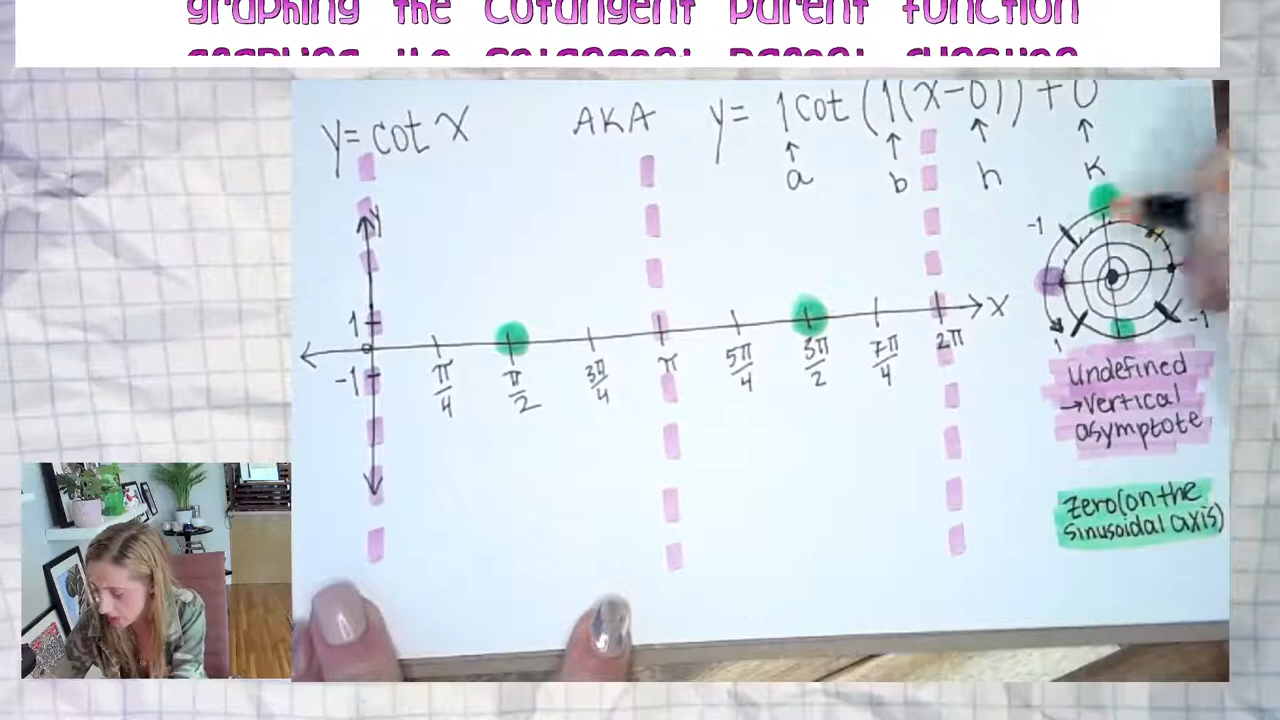 graphing the cotangent parent function
y = cot x AKA y = 1cot(1(x-0))+0
a b h k
y
1
-1
x
π/4 π/2 3π/4 π 5π/4 3π/2 7π/4 2π
-1
1 -1
undefined
→vertical
asymptote
zero(on the
sinusoidal axis)